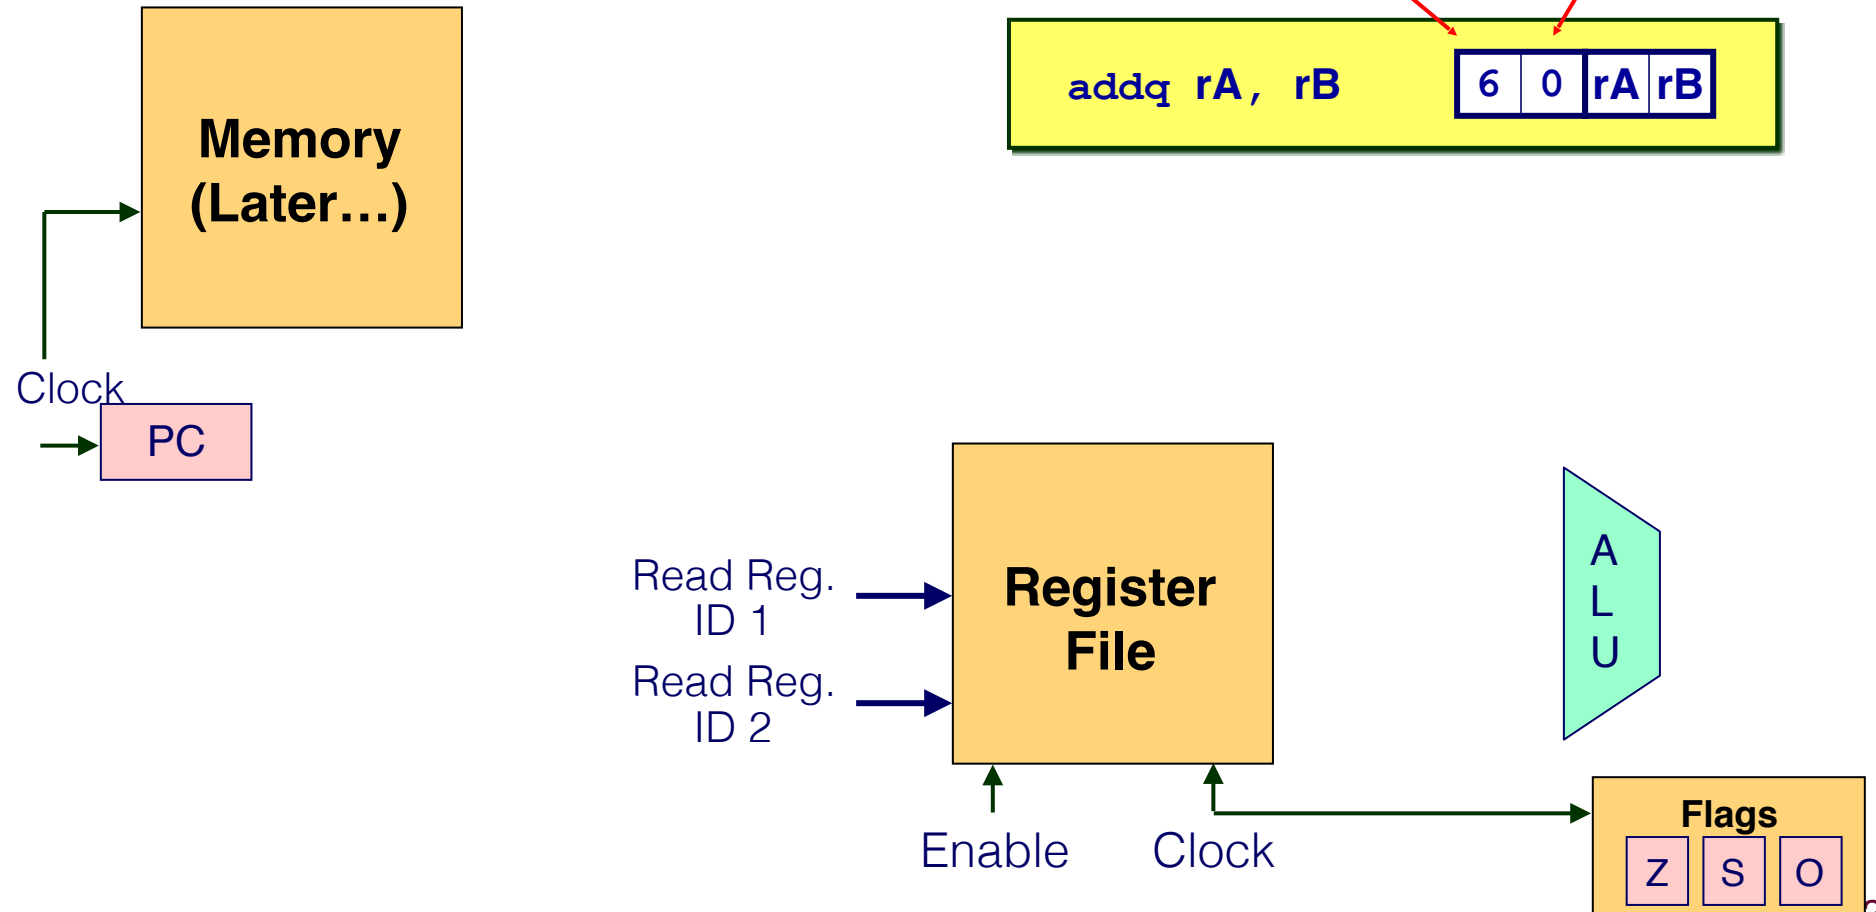 Memory
(Later…)
addq rA, rB
6 0 rA rB
Clock
PC
Read Reg.
ID 1
Read Reg.
ID 2
Register
File
A
L
U
Enable
Clock
Flags
Z S O